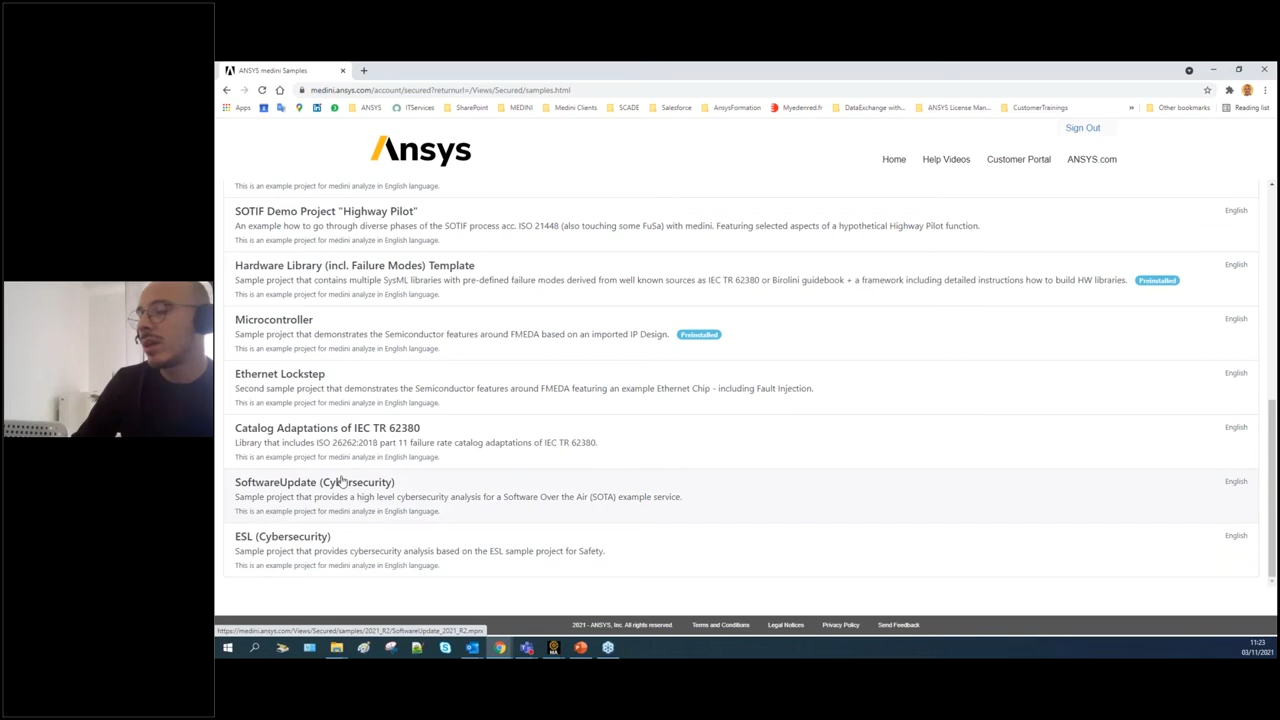 ANSYS medini Samples
medini.ansys.com/account/secured?returnurl=/Views/Secured/samples.html
Apps
ANSYS
ITServices
SharePoint
MEDINI
Medini Clients
SCADE
Salesforce
AnsysFormation
Myedenred.fr
DataExchange with...
ANSYS License Man...
CustomerTrainings
»
Other bookmarks
Reading list
Sign Out
Ansys
Home
Help Videos
Customer Portal
ANSYS.com
This is an example project for medini analyze in English language.
SOTIF Demo Project "Highway Pilot"
English
An example how to go through diverse phases of the SOTIF process acc. ISO 21448 (also touching some FuSa) with medini. Featuring selected aspects of a hypothetical Highway Pilot function.
This is an example project for medini analyze in English language.
Hardware Library (incl. Failure Modes) Template
English
Sample project that contains multiple SysML libraries with pre-defined failure modes derived from well known sources as IEC TR 62380 or Birolini guidebook + a framework including detailed instructions how to build HW libraries. Preinstalled
This is an example project for medini analyze in English language.
Microcontroller
English
Sample project that demonstrates the Semiconductor features around FMEDA based on an imported IP Design. Preinstalled
This is an example project for medini analyze in English language.
Ethernet Lockstep
English
Second sample project that demonstrates the Semiconductor features around FMEDA featuring an example Ethernet Chip - including Fault Injection.
This is an example project for medini analyze in English language.
Catalog Adaptations of IEC TR 62380
English
Library that includes ISO 26262:2018 part 11 failure rate catalog adaptations of IEC TR 62380.
This is an example project for medini analyze in English language.
SoftwareUpdate (Cybersecurity)
English
Sample project that provides a high level cybersecurity analysis for a Software Over the Air (SOTA) example service.
This is an example project for medini analyze in English language.
ESL (Cybersecurity)
English
Sample project that provides cybersecurity analysis based on the ESL sample project for Safety.
This is an example project for medini analyze in English language.
2021 - ANSYS, Inc. All rights reserved.
Terms and Conditions
Legal Notices
Privacy Policy
Send Feedback
https://medini.ansys.com/Views/Secured/samples/2021_R2/SoftwareUpdate_2021_R2.mprx
MA
11:23
03/11/2021